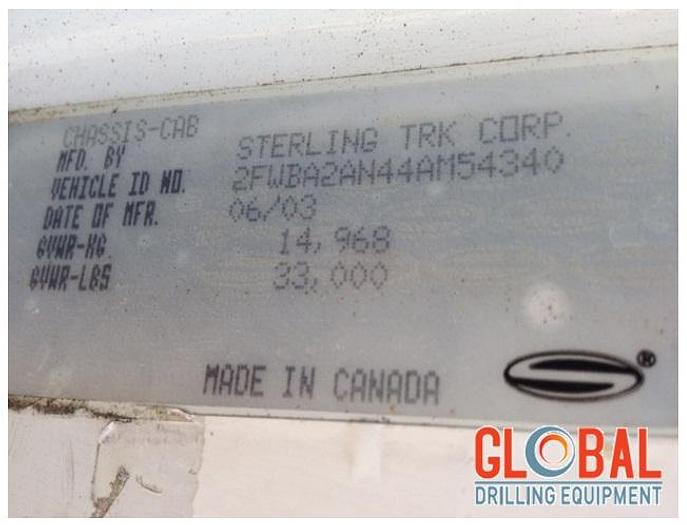 CHASSIS-CAB
MFD. BY STERLING TRK CORP.
VEHICLE ID NO. 2FWBA2AN44AM54340
DATE OF MFR. 06/03
GVWR-KG 14,968
GVWR-LBS 33,000
MADE IN CANADA
®
GLOBAL
DRILLING EQUIPMENT